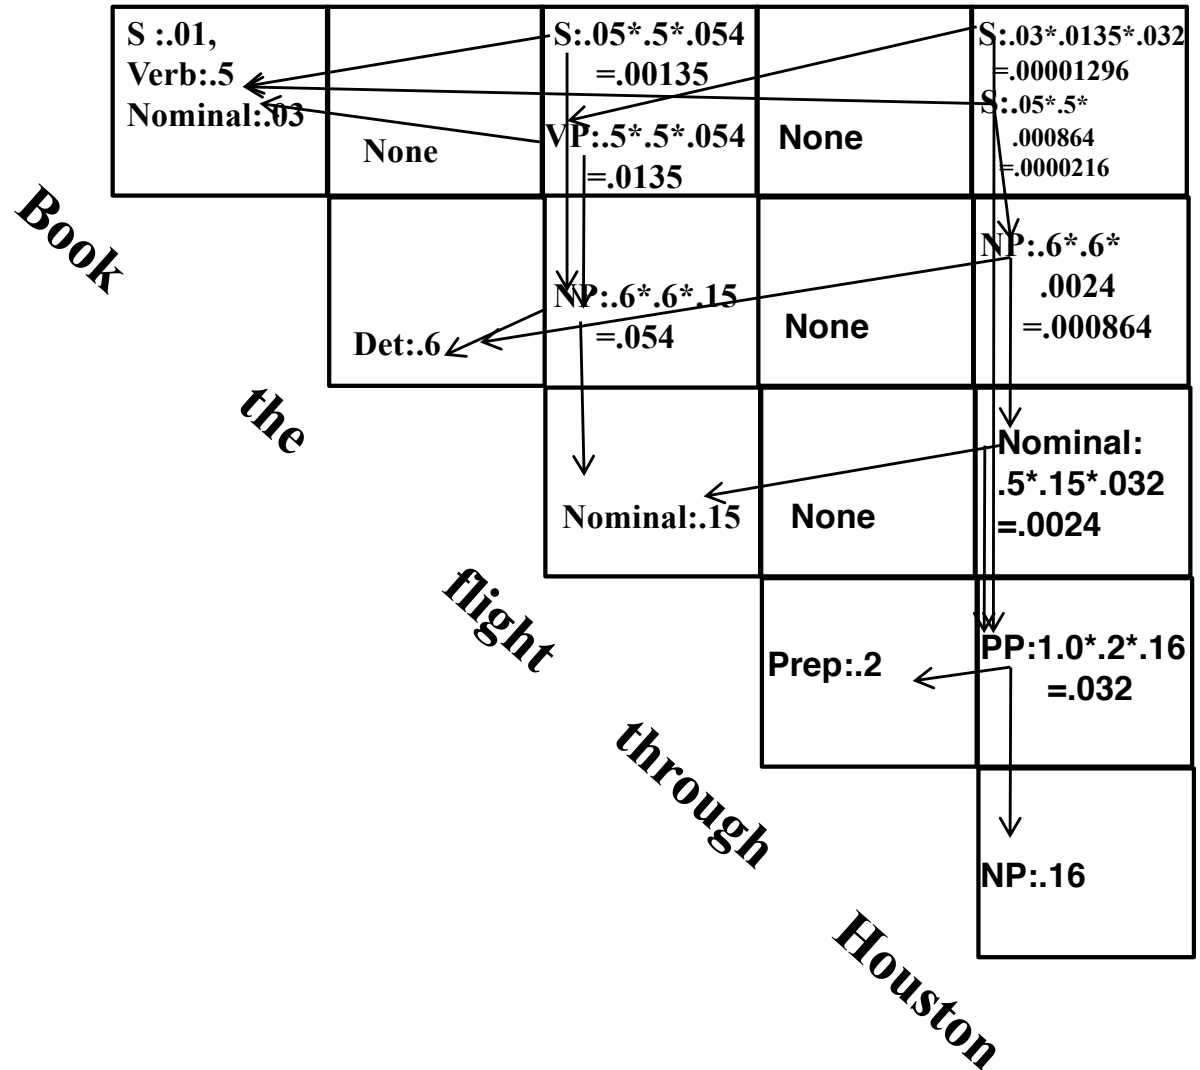 S :.01,
Verb:.5
Nominal:.03
None
S:.05*.5*.054
=.00135
VP:.5*.5*.054
=.0135
None
S:.03*.0135*.032
=.00001296
S:.05*.5*
.000864
=.0000216
Book
Det:.6
NP:.6*.6*.15
=.054
None
NP:.6*.6*
.0024
=.000864
the
Nominal:.15
None
Nominal:
.5*.15*.032
=.0024
flight
Prep:.2
PP:1.0*.2*.16
=.032
through
NP:.16
Houston